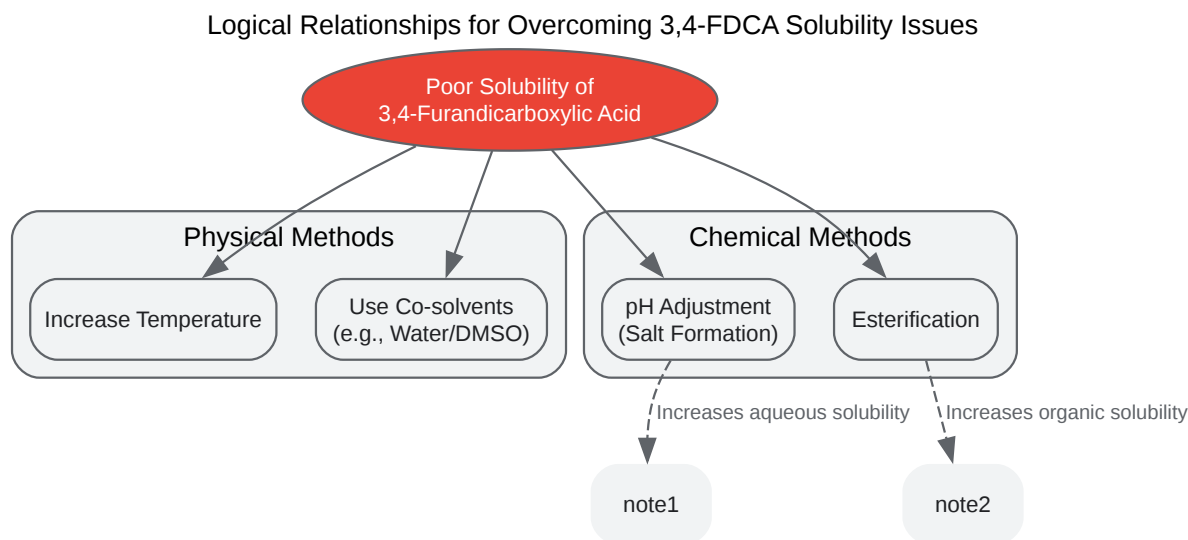 Logical Relationships for Overcoming 3,4-FDCA Solubility Issues
Poor Solubility of
3,4-Furandicarboxylic Acid
Physical Methods
Increase Temperature
Use Co-solvents
(e.g., Water/DMSO)
Chemical Methods
pH Adjustment
(Salt Formation)
Esterification
Increases aqueous solubility
Increases organic solubility
note1
note2